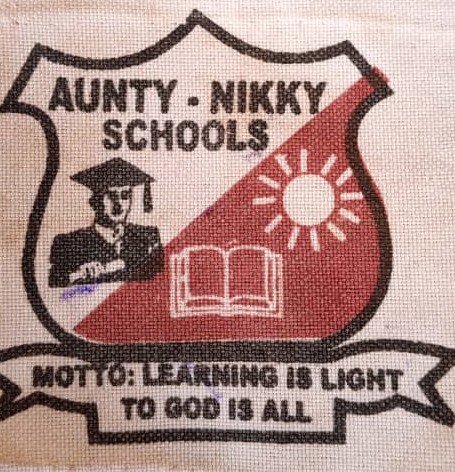 AUNTY - NIKKY
SCHOOLS
MOTTO: LEARNING IS LIGHT
TO GOD IS ALL